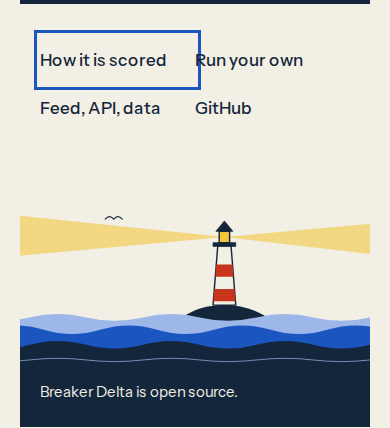 How it is scored
Run your own
Feed, API, data
GitHub
Breaker Delta is open source.